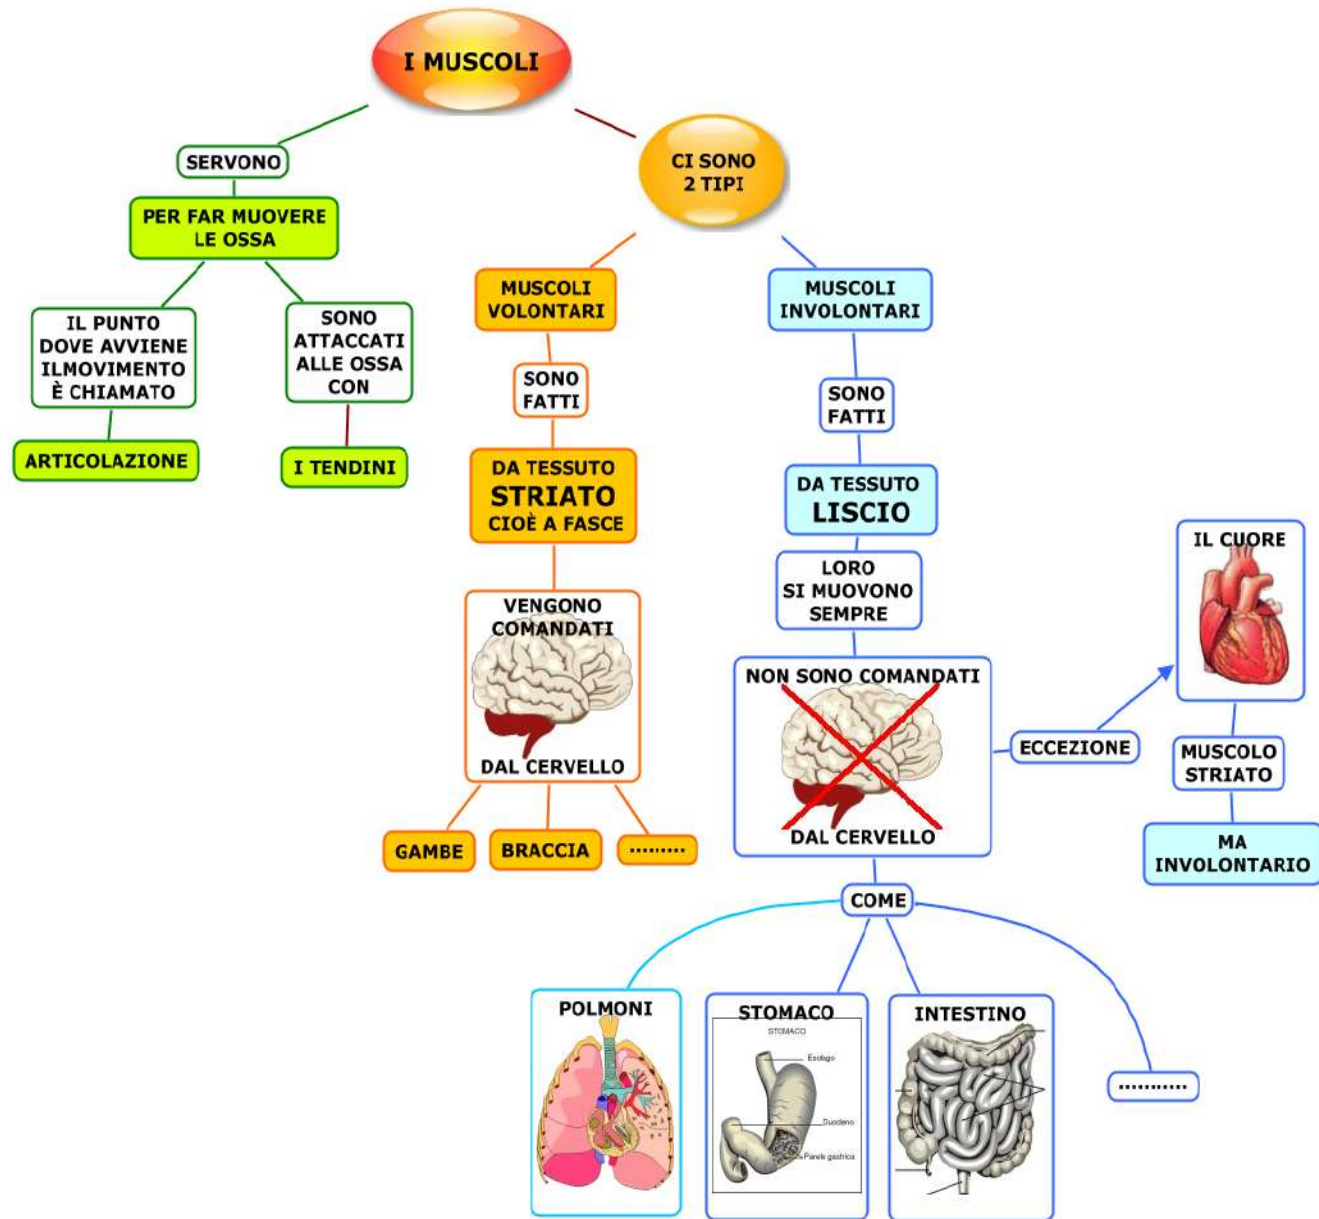 I MUSCOLI
SERVONO
PER FAR MUOVERE
LE OSSA
IL PUNTO
DOVE AVVIENE
ILMOVIMENTO
È CHIAMATO
ARTICOLAZIONE
SONO
ATTACCATI
ALLE OSSA
CON
I TENDINI
CI SONO
2 TIPI
MUSCOLI
VOLONTARI
SONO
FATTI
DA TESSUTO
STRIATO
CIOÈ A FASCE
VENGONO
COMANDATI
DAL CERVELLO
GAMBE
BRACCIA
.........
MUSCOLI
INVOLONTARI
SONO
FATTI
DA TESSUTO
LISCIO
LORO
SI MUOVONO
SEMPRE
NON SONO COMANDATI
DAL CERVELLO
ECCEZIONE
IL CUORE
MUSCOLO
STRIATO
MA
INVOLONTARIO
COME
POLMONI
STOMACO
STOMACO
Esofago
Duodeno
Parete gastrica
INTESTINO
...........